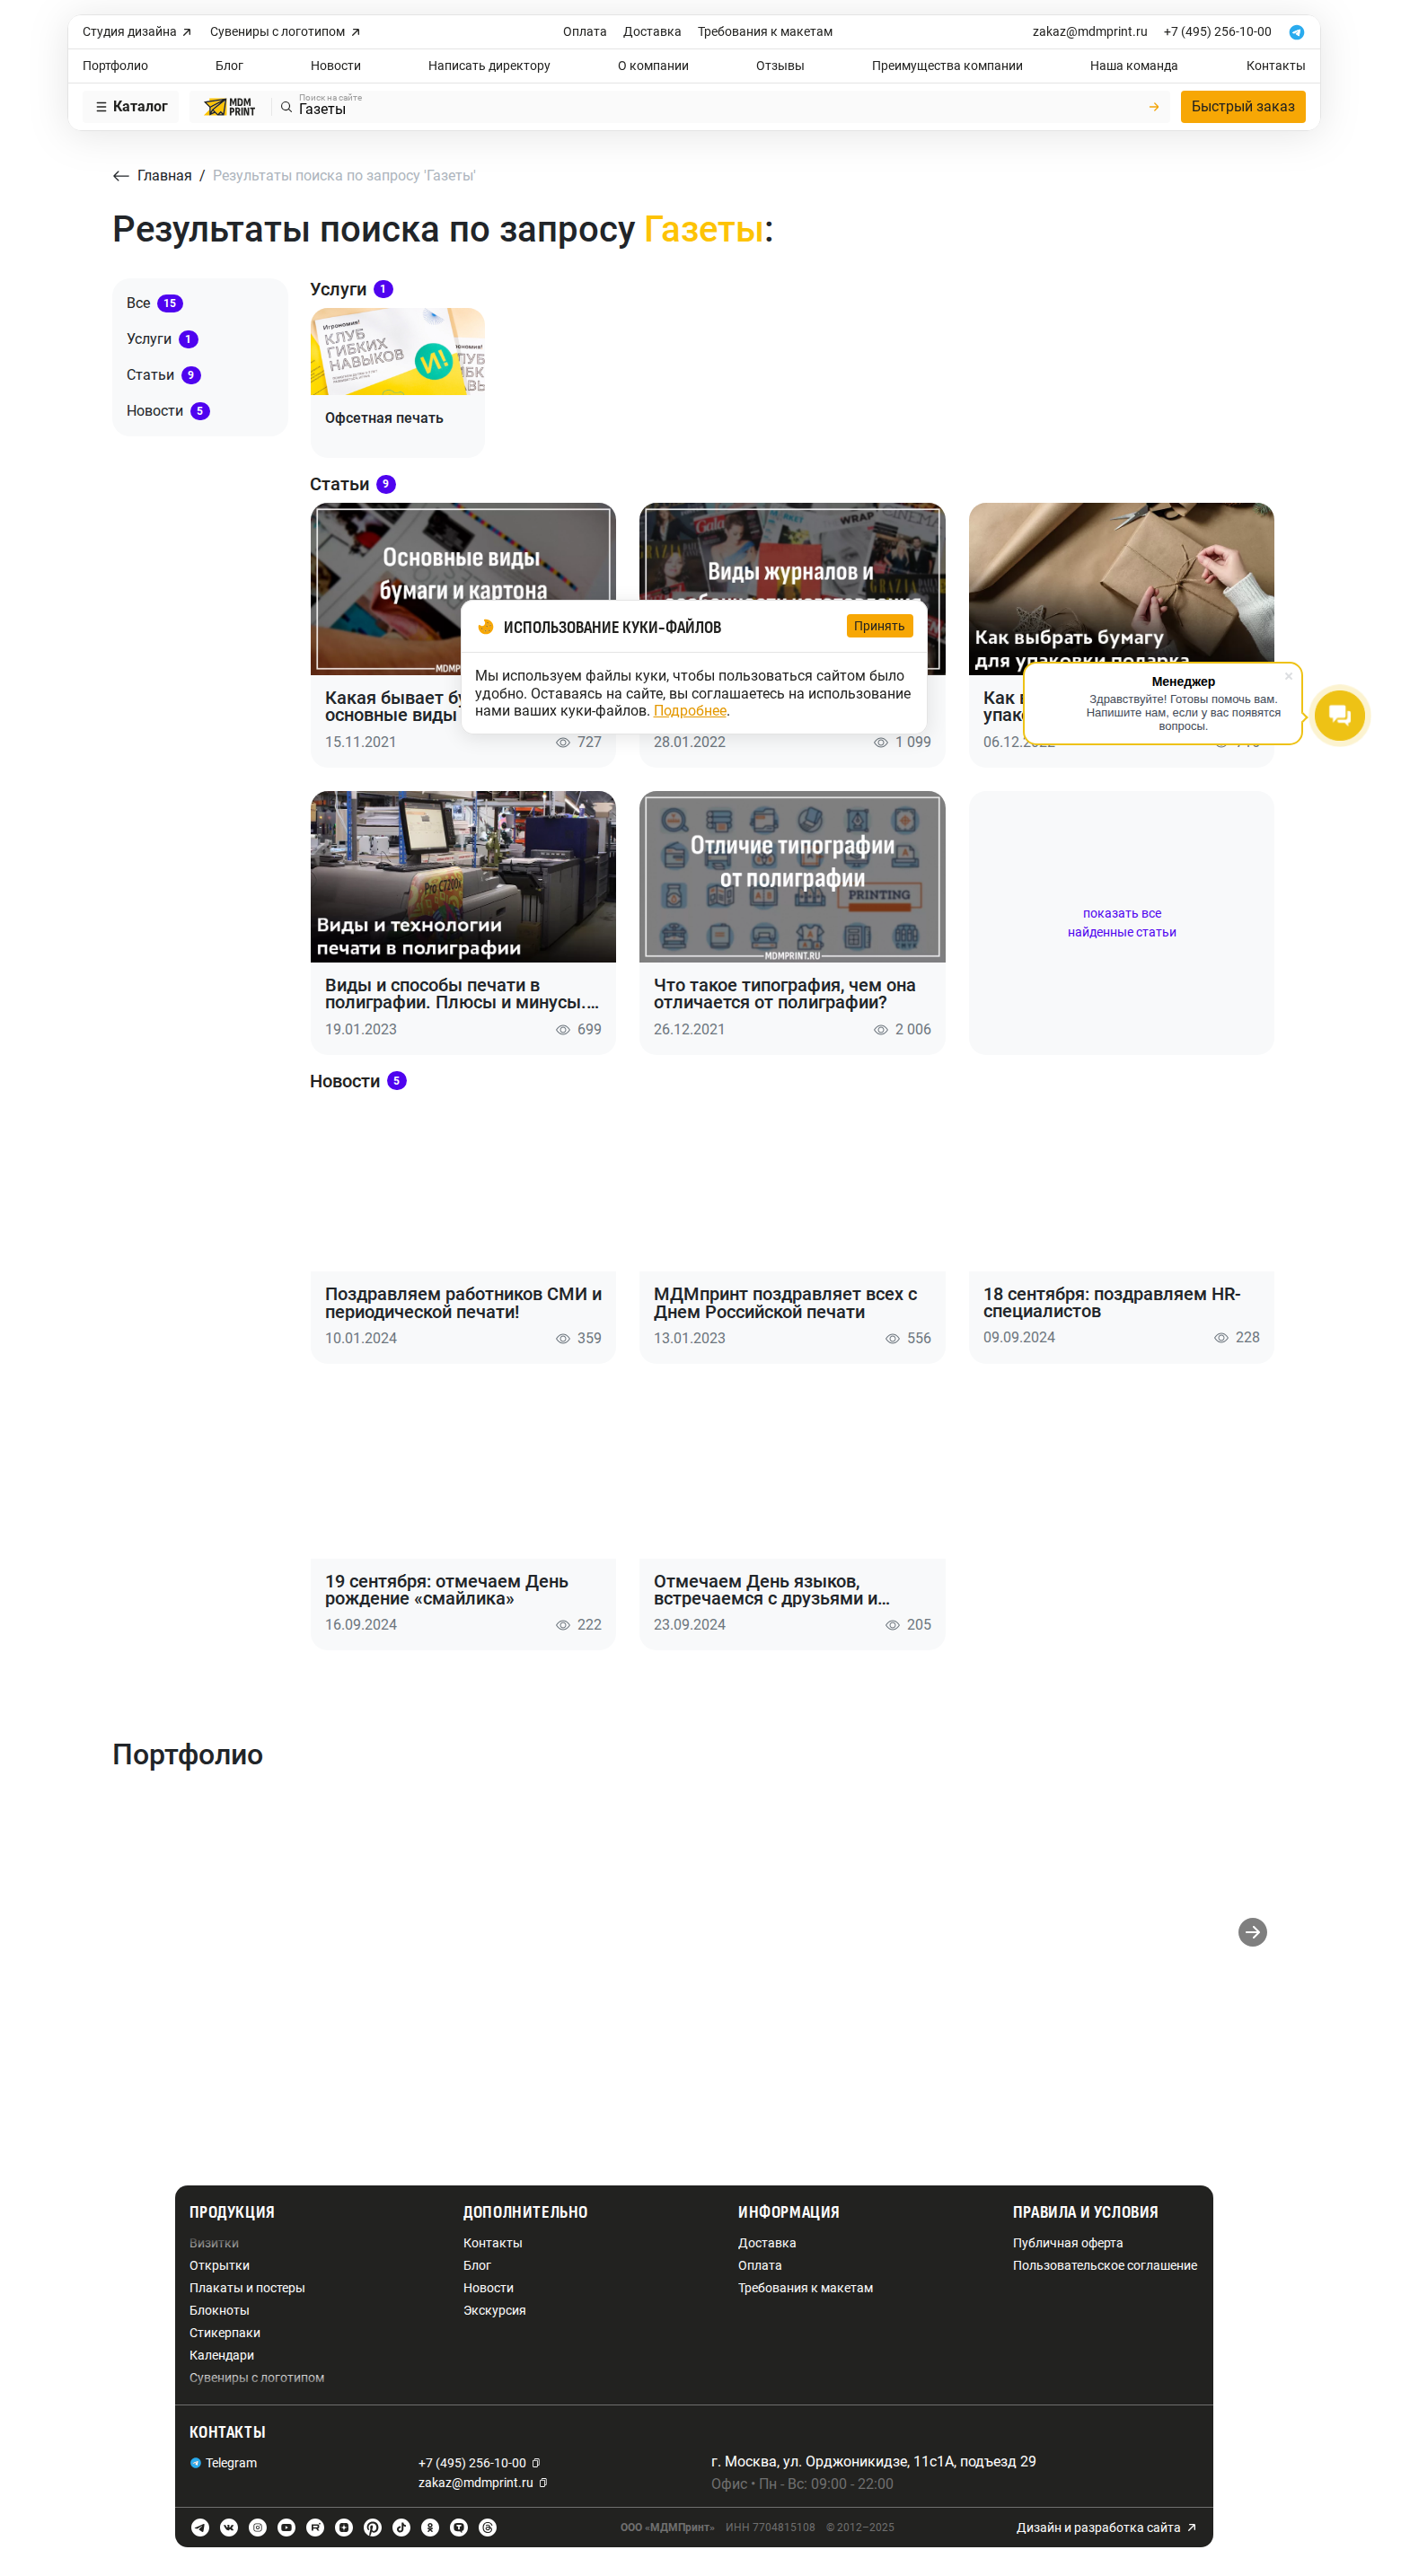 Студия дизайна
Сувениры с логотипом
Оплата
Доставка
Требования к макетам
zakaz@mdmprint.ru
+7 (495) 256-10-00
Портфолио
Блог
Новости
Написать директору
О компании
Отзывы
Преимущества компании
Наша команда
Контакты
Каталог
MDM
PRINT
Поиск на сайте
Газеты
Быстрый заказ
Главная / Результаты поиска по запросу 'Газеты'
Результаты поиска по запросу Газеты:
Все 15
Услуги 1
Статьи 9
Новости 5
Услуги 1
Игрономия!
КЛУБ
ГИБКИХ
НАВЫКОВ
И!
Офсетная печать
Статьи 9
Основные виды
бумаги и картона
Виды журналов и
Как выбрать бумагу
для упаковки подарка
ИСПОЛЬЗОВАНИЕ КУКИ-ФАЙЛОВ
Принять
Мы используем файлы куки, чтобы пользоваться сайтом было
удобно. Оставаясь на сайте, вы соглашаетесь на использование
нами ваших куки-файлов. Подробнее.
Какая бывает
основные виды
15.11.2021
727
28.01.2022
1 099
Как
06.12.2022
Менеджер
Здравствуйте! Готовы помочь вам.
Напишите нам, если у вас появятся
вопросы.
Pro C7200x
Виды и технологии
печати в полиграфии
Виды и способы печати в
полиграфии. Плюсы и минусы....
19.01.2023
699
Отличие типографии
от полиграфии
PRINTING
MDMPRINT.RU
Что такое типография, чем она
отличается от полиграфии?
26.12.2021
2 006
показать все
найденные статьи
Новости 5
Поздравляем работников СМИ и
периодической печати!
10.01.2024
359
МДМпринт поздравляет всех с
Днем Российской печати
13.01.2023
556
18 сентября: поздравляем HR-
специалистов
09.09.2024
228
19 сентября: отмечаем День
рождение «смайлика»
16.09.2024
222
Отмечаем День языков,
встречаемся с друзьями и...
23.09.2024
205
Портфолио
ПРОДУКЦИЯ
Визитки
Открытки
Плакаты и постеры
Блокноты
Стикерпаки
Календари
Сувениры с логотипом
ДОПОЛНИТЕЛЬНО
Контакты
Блог
Новости
Экскурсия
ИНФОРМАЦИЯ
Доставка
Оплата
Требования к макетам
ПРАВИЛА И УСЛОВИЯ
Публичная оферта
Пользовательское соглашение
КОНТАКТЫ
Telegram
+7 (495) 256-10-00
zakaz@mdmprint.ru
г. Москва, ул. Орджоникидзе, 11с1А, подъезд 29
Офис • Пн - Вс: 09:00 - 22:00
ООО «МДМПринт»
ИНН 7704815108
© 2012–2025
Дизайн и разработка сайта